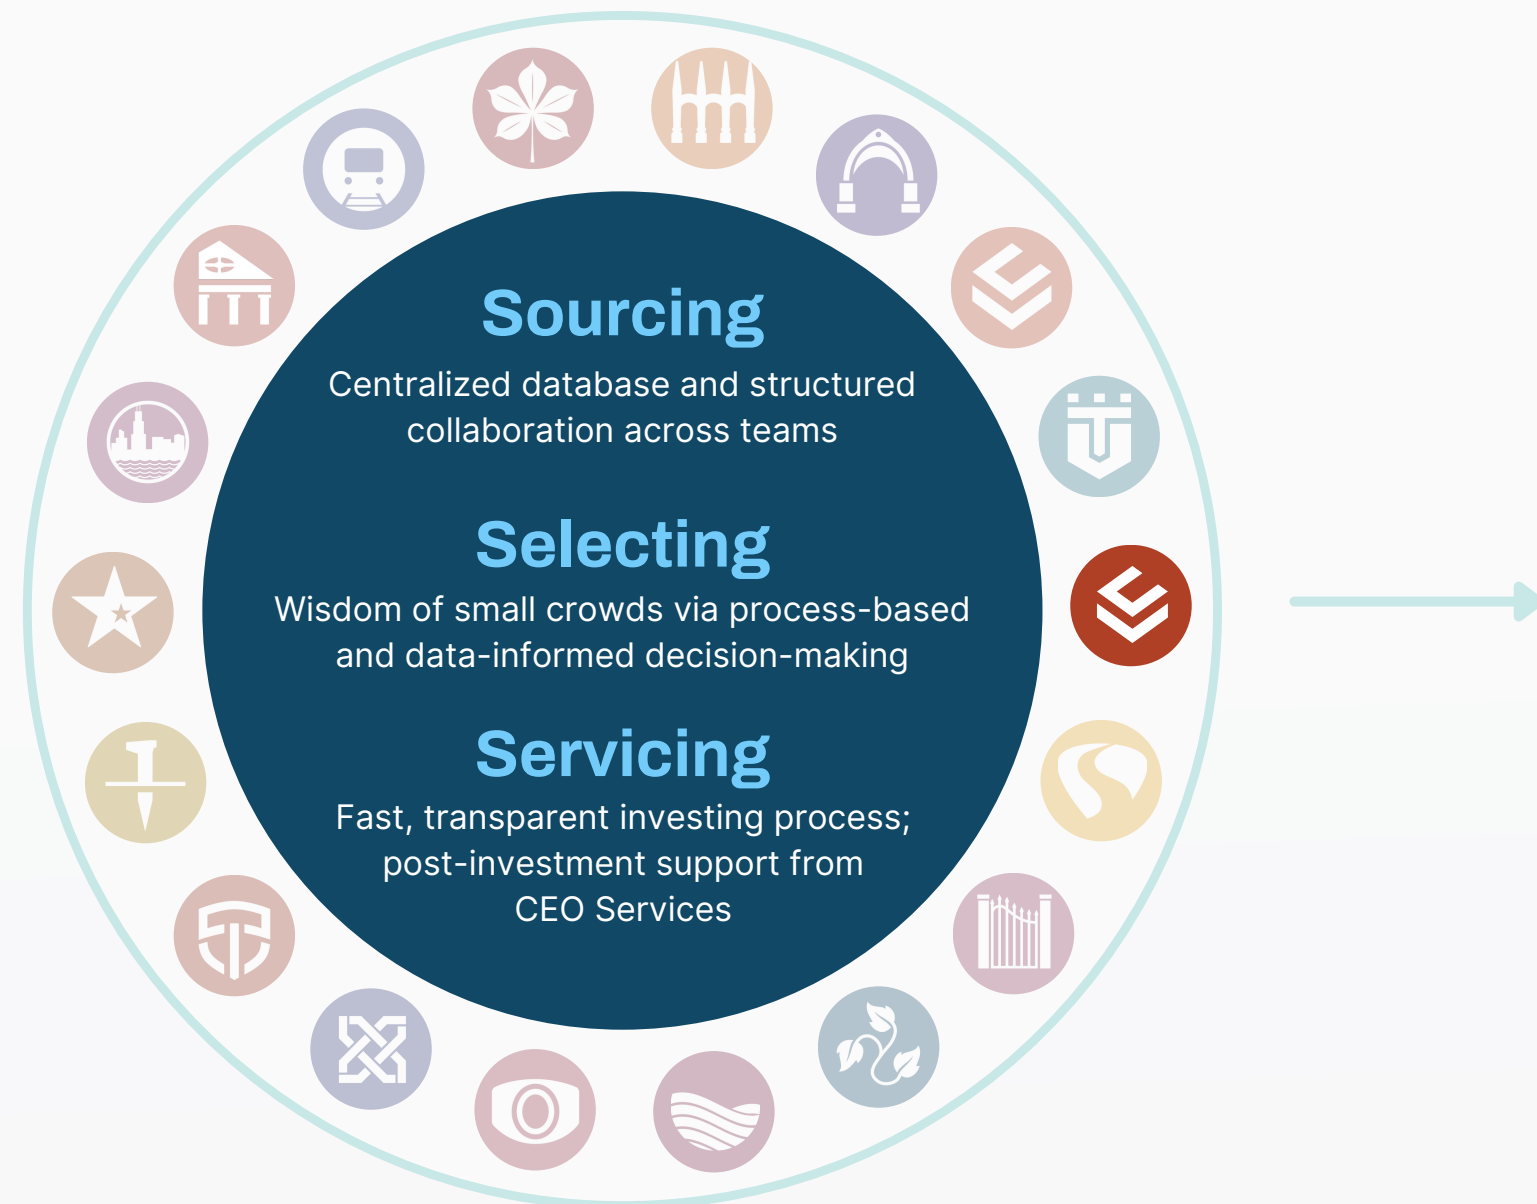 Sourcing
Centralized database and structured
collaboration across teams
Selecting
Wisdom of small crowds via process-based
and data-informed decision-making
Servicing
Fast, transparent investing process;
post-investment support from
CEO Services